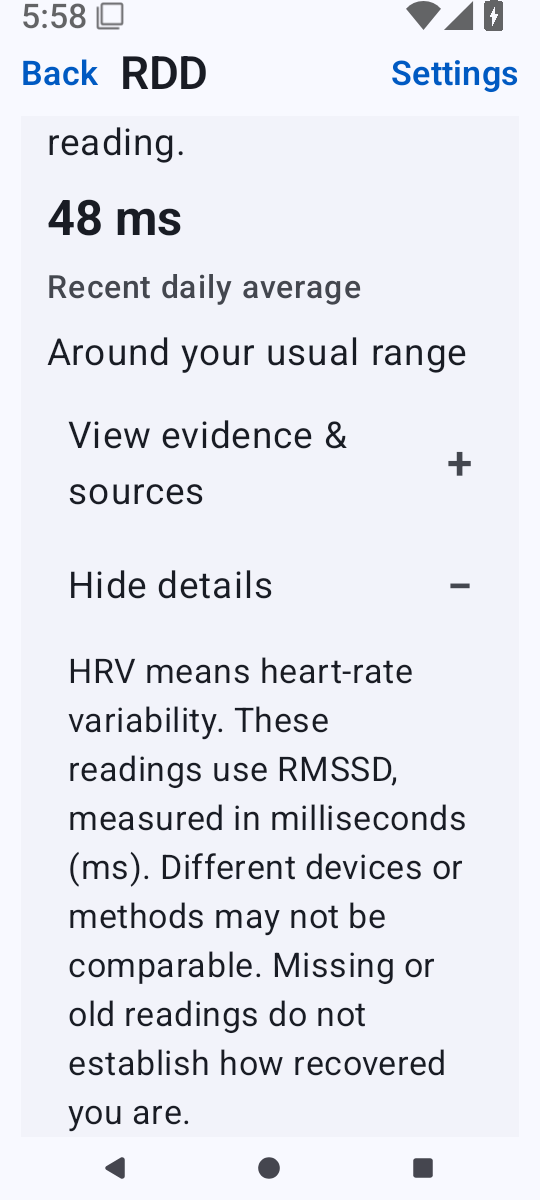 5:58
Back RDD Settings
reading.
48 ms
Recent daily average
Around your usual range
View evidence &
sources
+
Hide details −
HRV means heart-rate
variability. These
readings use RMSSD,
measured in milliseconds
(ms). Different devices or
methods may not be
comparable. Missing or
old readings do not
establish how recovered
you are.